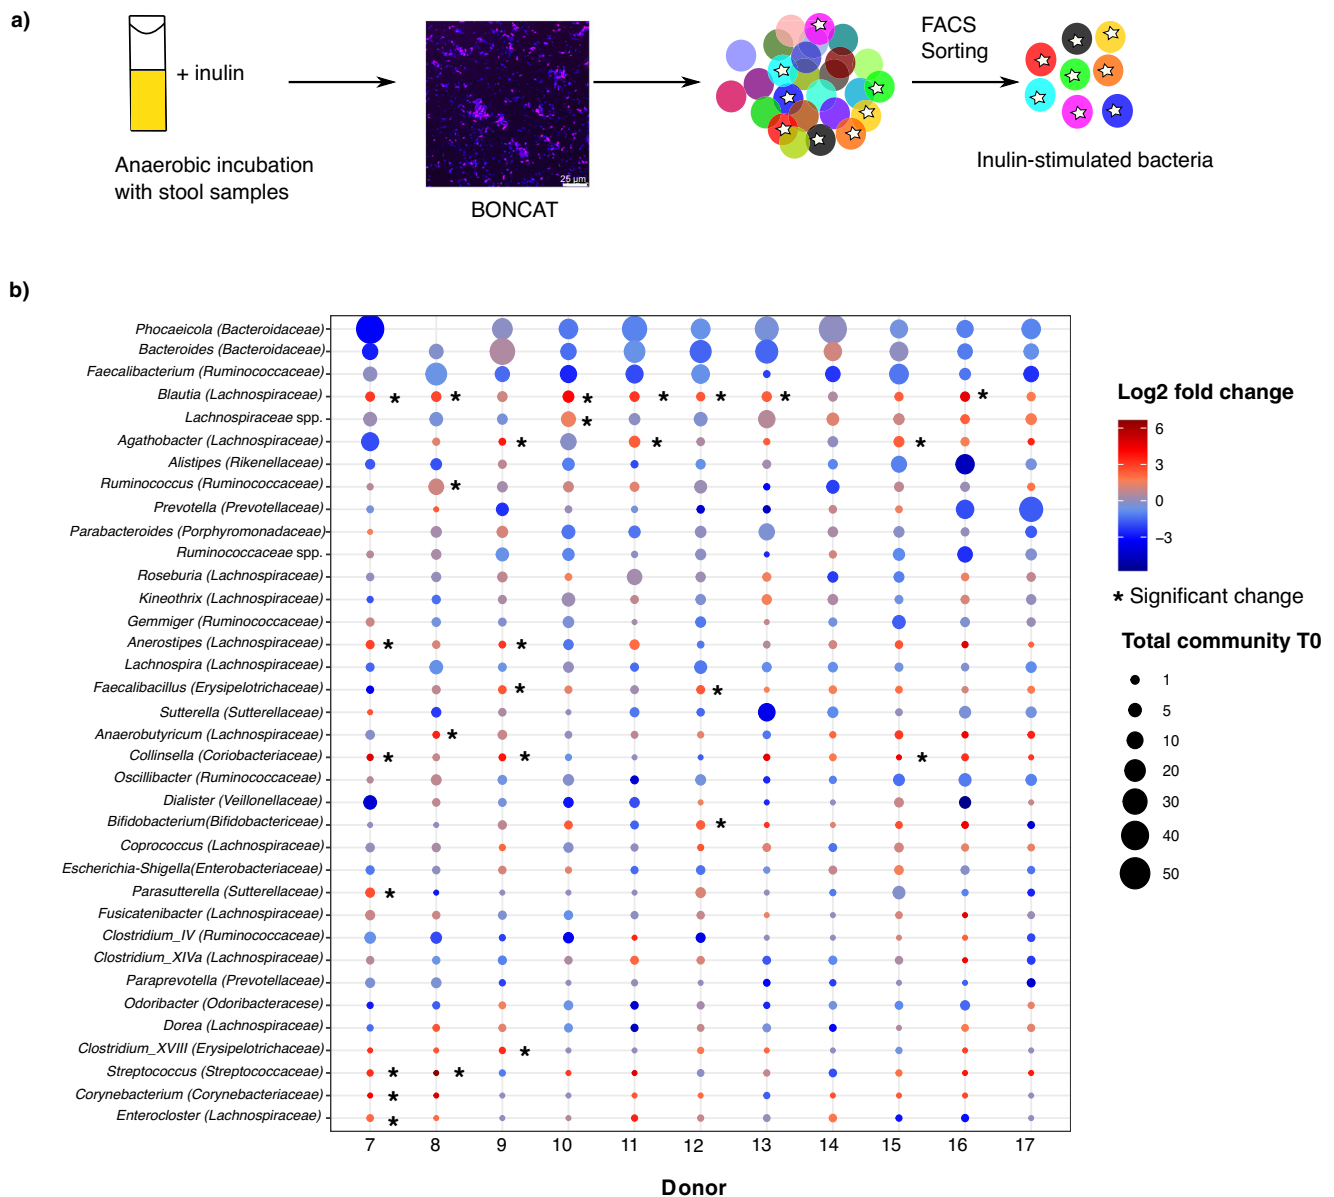 a)
+ inulin
Anaerobic incubation
with stool samples
25 µm
BONCAT
FACS
Sorting
Inulin-stimulated bacteria
b)
Phocaeicola (Bacteroidaceae)
Bacteroides (Bacteroidaceae)
Faecalibacterium (Ruminococcaceae)
Blautia (Lachnospiraceae)
Lachnospiraceae spp.
Agathobacter (Lachnospiraceae)
Alistipes (Rikenellaceae)
Ruminococcus (Ruminococcaceae)
Prevotella (Prevotellaceae)
Parabacteroides (Porphyromonadaceae)
Ruminococcaceae spp.
Roseburia (Lachnospiraceae)
Kineothrix (Lachnospiraceae)
Gemmiger (Ruminococcaceae)
Anerostipes (Lachnospiraceae)
Lachnospira (Lachnospiraceae)
Faecalibacillus (Erysipelotrichaceae)
Sutterella (Sutterellaceae)
Anaerobutyricum (Lachnospiraceae)
Collinsella (Coriobacteriaceae)
Oscillibacter (Ruminococcaceae)
Dialister (Veillonellaceae)
Bifidobacterium(Bifidobactericeae)
Coprococcus (Lachnospiraceae)
Escherichia-Shigella(Enterobacteriaceae)
Parasutterella (Sutterellaceae)
Fusicatenibacter (Lachnospiraceae)
Clostridium_IV (Ruminococcaceae)
Clostridium_XIVa (Lachnospiraceae)
Paraprevotella (Prevotellaceae)
Odoribacter (Odoribacteracese)
Dorea (Lachnospiraceae)
Clostridium_XVIII (Erysipelotrichaceae)
Streptococcus (Streptococcaceae)
Corynebacterium (Corynebacteriaceae)
Enterocloster (Lachnospiraceae)
7 8 9 10 11 12 13 14 15 16 17
Donor
Log2 fold change
6
3
0
−3
* Significant change
Total community T0
1
5
10
20
30
40
50